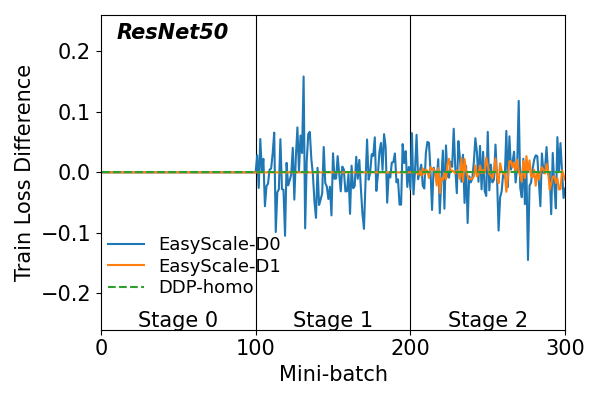 ResNet50
0.2
0.1
0.0
−0.1
−0.2
Train Loss Difference
EasyScale-D0
EasyScale-D1
DDP-homo
Stage 0
Stage 1
Stage 2
0
100
200
300
Mini-batch